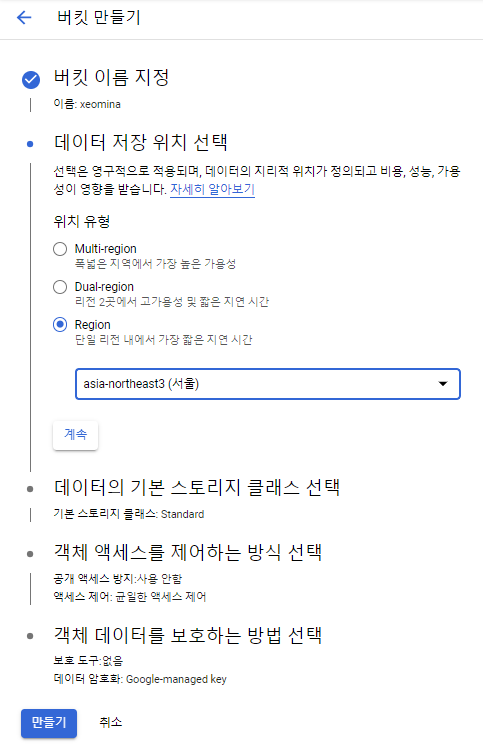 버킷 만들기
버킷 이름 지정
이름: xeomina
데이터 저장 위치 선택
선택은 영구적으로 적용되며, 데이터의 지리적 위치가 정의되고 비용, 성능, 가용
성이 영향을 받습니다. 자세히 알아보기
위치 유형
Multi-region
폭넓은 지역에서 가장 높은 가용성
Dual-region
리전 2곳에서 고가용성 및 짧은 지연 시간
Region
단일 리전 내에서 가장 짧은 지연 시간
asia-northeast3 (서울)
계속
데이터의 기본 스토리지 클래스 선택
기본 스토리지 클래스: Standard
객체 액세스를 제어하는 방식 선택
공개 액세스 방지:사용 안함
액세스 제어: 균일한 액세스 제어
객체 데이터를 보호하는 방법 선택
보호 도구:없음
데이터 암호화: Google-managed key
만들기 취소